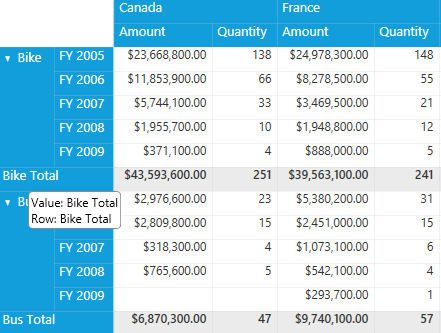 Canada France
Amount Quantity Amount Quantity
Bike FY 2005 $23,668,800.00 138 $24,978,300.00 148
FY 2006 $11,853,900.00 66 $8,278,500.00 55
FY 2007 $5,744,100.00 33 $3,469,500.00 21
FY 2008 $1,955,700.00 10 $1,948,800.00 12
FY 2009 $371,100.00 4 $888,000.00 5
Bike Total $43,593,600.00 251 $39,563,100.00 241
Value: Bike Total $2,976,600.00 23 $5,380,200.00 31
Row: Bike Total $2,809,800.00 15 $2,451,000.00 15
FY 2007 $318,300.00 4 $1,073,100.00 6
FY 2008 $765,600.00 5 $542,100.00 4
FY 2009 $293,700.00 1
Bus Total $6,870,300.00 47 $9,740,100.00 57